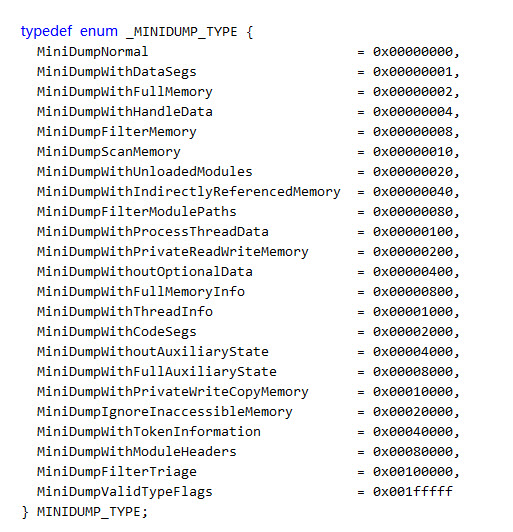 typedef enum _MINIDUMP_TYPE {
  MiniDumpNormal                          = 0x00000000,
  MiniDumpWithDataSegs                    = 0x00000001,
  MiniDumpWithFullMemory                  = 0x00000002,
  MiniDumpWithHandleData                  = 0x00000004,
  MiniDumpFilterMemory                    = 0x00000008,
  MiniDumpScanMemory                      = 0x00000010,
  MiniDumpWithUnloadedModules             = 0x00000020,
  MiniDumpWithIndirectlyReferencedMemory  = 0x00000040,
  MiniDumpFilterModulePaths               = 0x00000080,
  MiniDumpWithProcessThreadData           = 0x00000100,
  MiniDumpWithPrivateReadWriteMemory      = 0x00000200,
  MiniDumpWithoutOptionalData             = 0x00000400,
  MiniDumpWithFullMemoryInfo              = 0x00000800,
  MiniDumpWithThreadInfo                  = 0x00001000,
  MiniDumpWithCodeSegs                    = 0x00002000,
  MiniDumpWithoutAuxiliaryState           = 0x00004000,
  MiniDumpWithFullAuxiliaryState          = 0x00008000,
  MiniDumpWithPrivateWriteCopyMemory      = 0x00010000,
  MiniDumpIgnoreInaccessibleMemory        = 0x00020000,
  MiniDumpWithTokenInformation            = 0x00040000,
  MiniDumpWithModuleHeaders               = 0x00080000,
  MiniDumpFilterTriage                    = 0x00100000,
  MiniDumpValidTypeFlags                  = 0x001fffff
} MINIDUMP_TYPE;